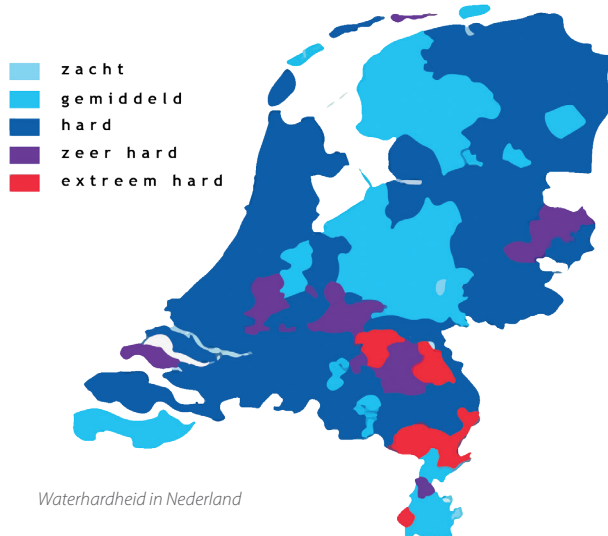 zacht
gemiddeld
hard
zeer hard
extreem hard
Waterhardheid in Nederland